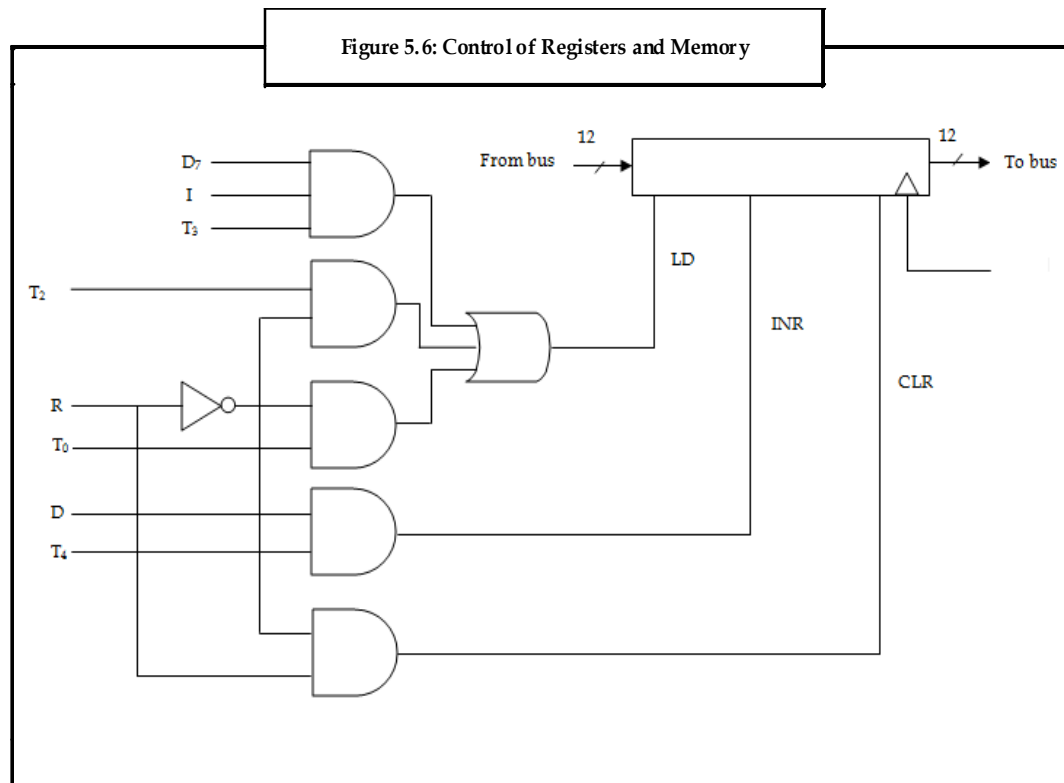 Figure 5.6: Control of Registers and Memory
12
12
From bus
To bus
D₇
I
T₃
LD
T₂
INR
CLR
R
T₀
D
T₄